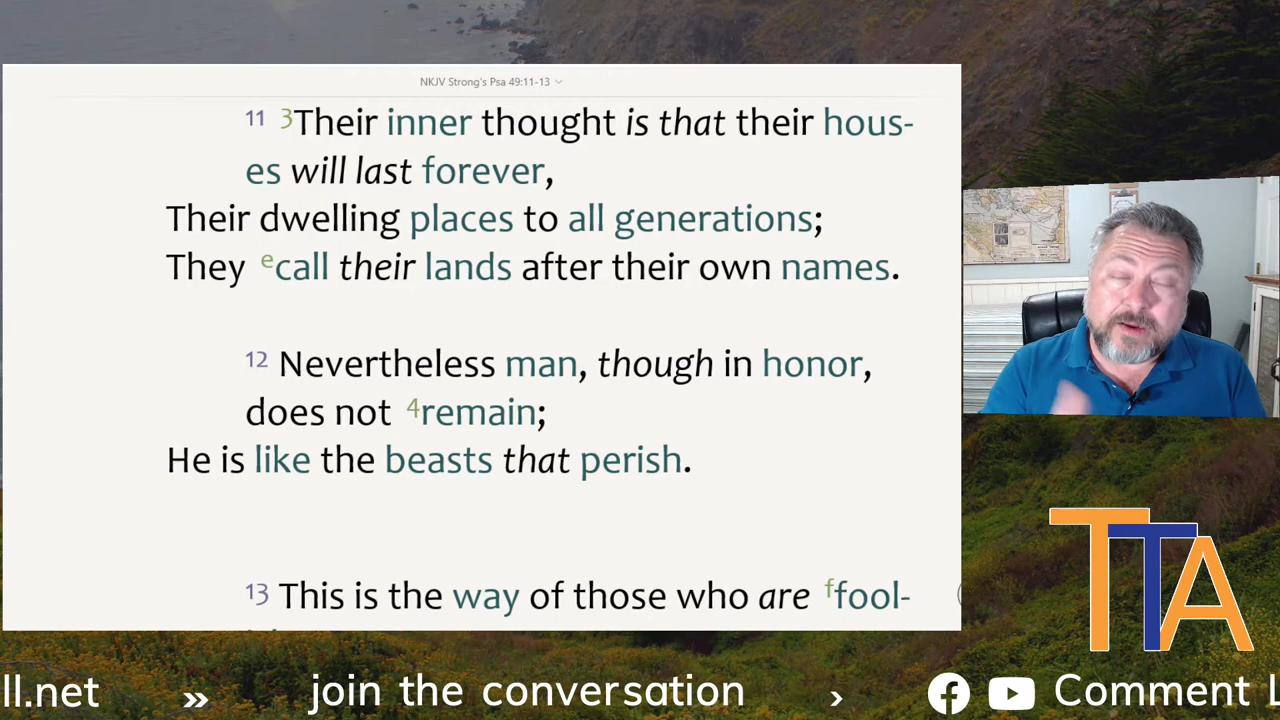 NKJV Strong's Psa 49:11-13
11 3Their inner thought is that their hous-
es will last forever,
Their dwelling places to all generations;
They ecall their lands after their own names.
12 Nevertheless man, though in honor,
does not 4remain;
He is like the beasts that perish.
13 This is the way of those who are ffool-
TTA
ll.net » join the conversation › Comment L